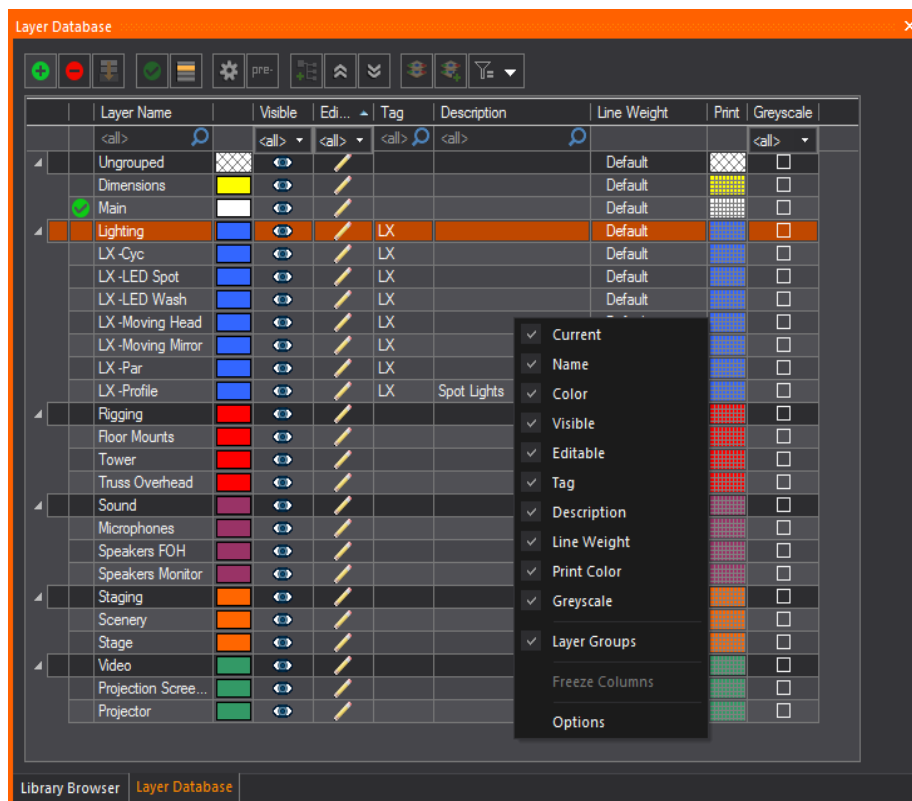 Layer Database
pre-
Layer Name Visible Edi... Tag Description Line Weight Print Greyscale
<all> <all> <all> <all> <all> <all>
Ungrouped Default
Dimensions Default
Main Default
Lighting LX Default
LX -Cyc LX Default
LX -LED Spot LX Default
LX -LED Wash LX Default
LX -Moving Head LX
Current
LX -Moving Mirror LX
Name
LX -Par LX
LX -Profile LX Spot Lights
Color
Rigging
Visible
Floor Mounts
Editable
Tower
Truss Overhead
Tag
Sound
Description
Microphones
Line Weight
Speakers FOH
Speakers Monitor
Print Color
Staging
Greyscale
Scenery
Stage
Layer Groups
Video
Projection Scree...
Freeze Columns
Projector
Options
Library Browser Layer Database